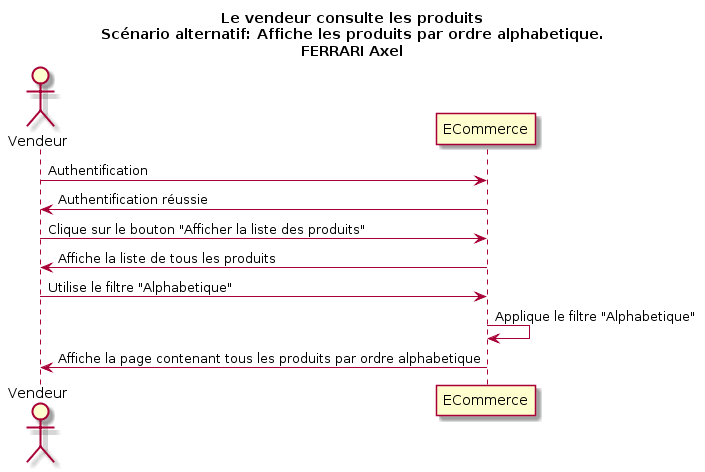 Le vendeur consulte les produits
Scénario alternatif: Affiche les produits par ordre alphabetique.
FERRARI Axel
Vendeur
ECommerce
Authentification
Authentification réussie
Clique sur le bouton "Afficher la liste des produits"
Affiche la liste de tous les produits
Utilise le filtre "Alphabetique"
Applique le filtre "Alphabetique"
Affiche la page contenant tous les produits par ordre alphabetique
Vendeur
ECommerce